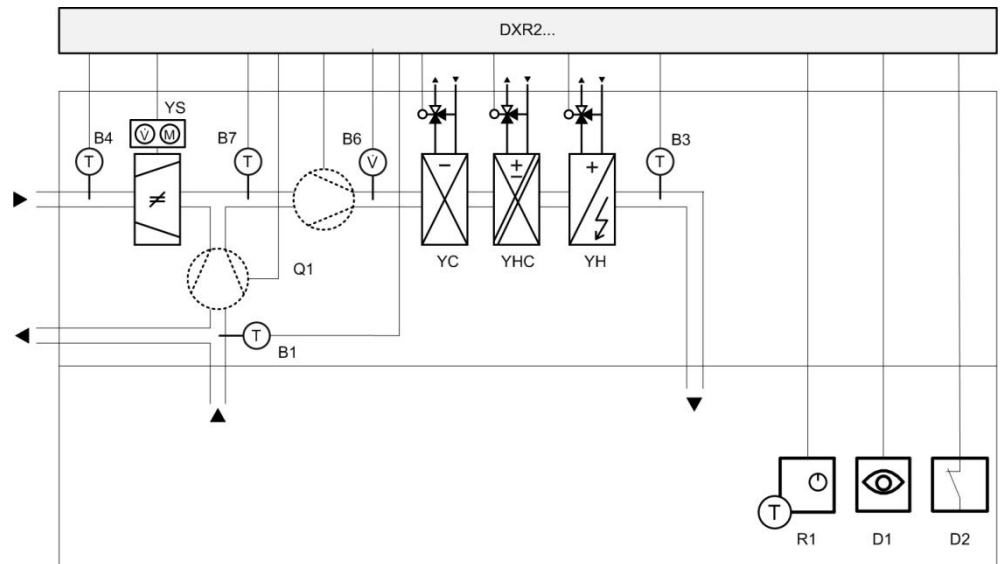 DXR2...
YS
B4
B7
B6
B3
T
V̇ M
T
V̇
T
− + − +
YC YHC YH
Q1
T
B1
T
R1 D1 D2